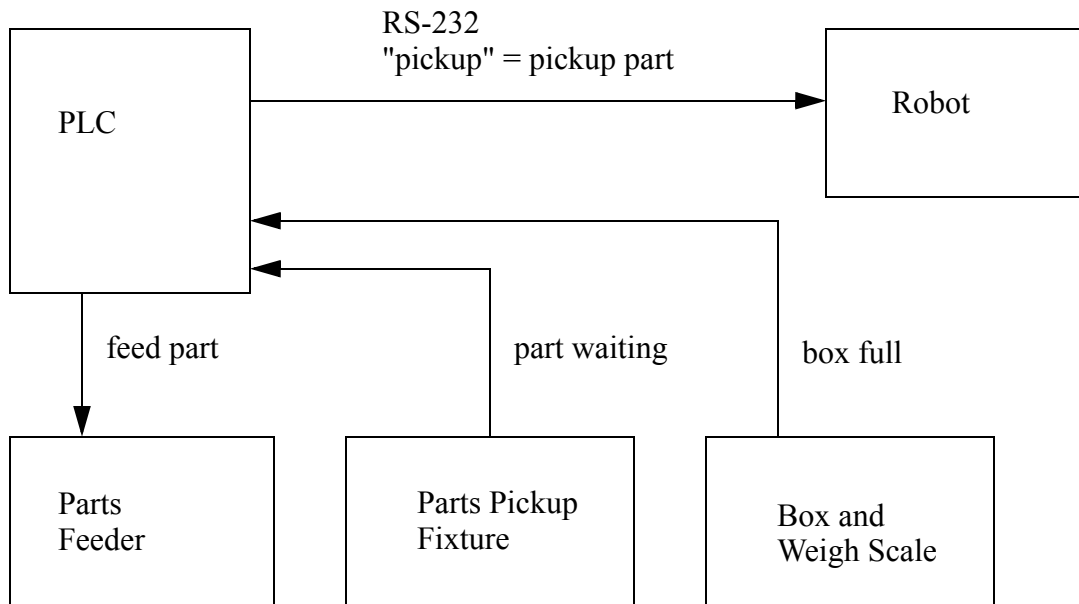 RS-232
"pickup" = pickup part
PLC
Robot
feed part
part waiting
box full
Parts
Feeder
Parts Pickup
Fixture
Box and
Weigh Scale